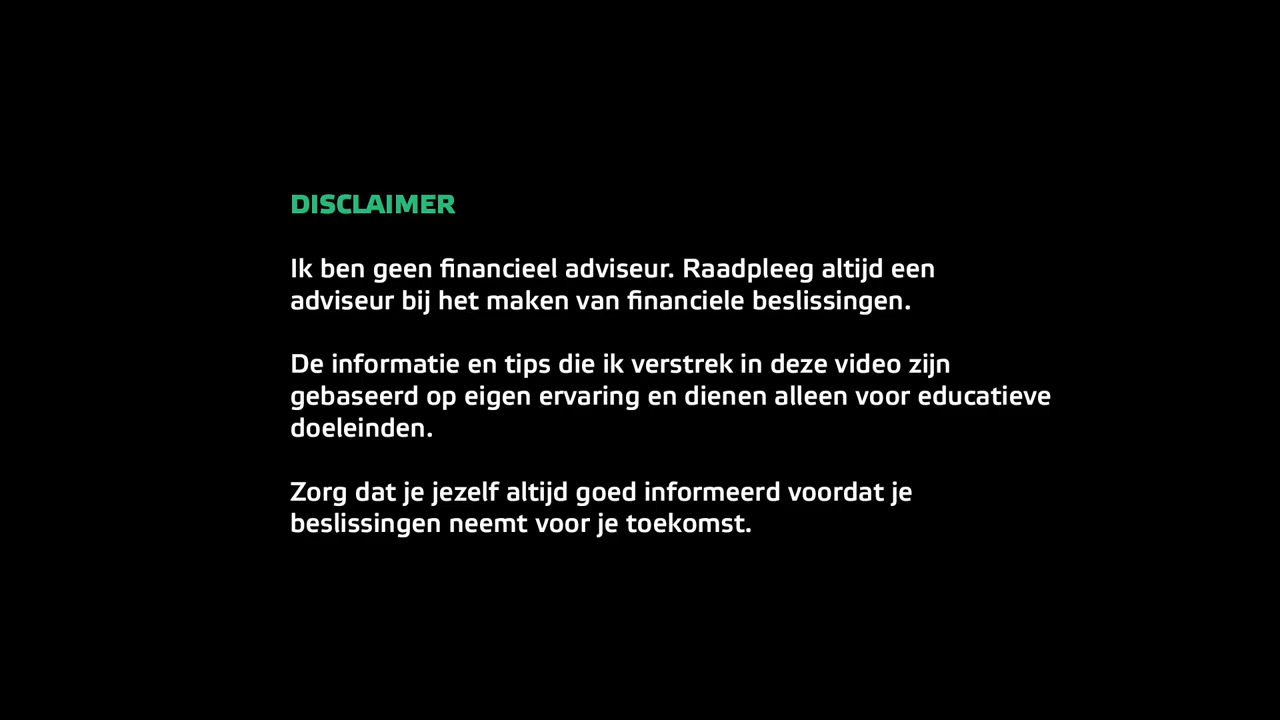 DISCLAIMER
Ik ben geen financieel adviseur. Raadpleeg altijd een
adviseur bij het maken van financiele beslissingen.
De informatie en tips die ik verstrek in deze video zijn
gebaseerd op eigen ervaring en dienen alleen voor educatieve
doeleinden.
Zorg dat je jezelf altijd goed informeerd voordat je
beslissingen neemt voor je toekomst.